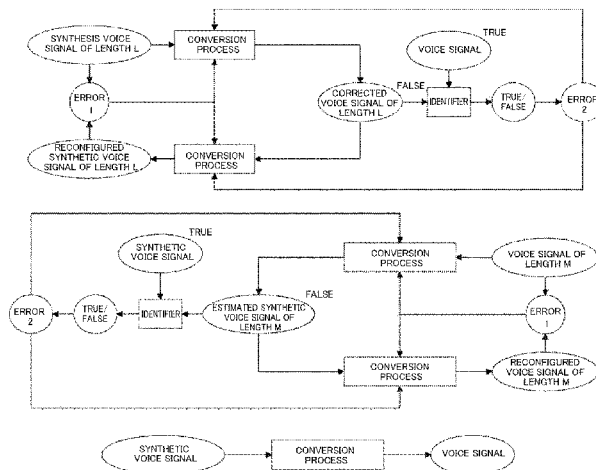 SYNTHESIS VOICE
SIGNAL OF LENGTH L
CONVERSION
PROCESS
VOICE SIGNAL
TRUE
ERROR
1
CORRECTED
VOICE SIGNAL OF
LENGTH L
FALSE
IDENTIFIER
TRUE/
FALSE
ERROR
2
RECONFIGURED
SYNTHETIC VOICE
SIGNAL OF LENGTH L
CONVERSION
PROCESS
SYNTHETIC
VOICE SIGNAL
TRUE
CONVERSION
PROCESS
VOICE SIGNAL OF
LENGTH M
ERROR
2
TRUE/
FALSE
IDENTIFIER
ESTIMATED SYNTHETIC
VOICE SIGNAL OF
LENGTH M
FALSE
ERROR
1
CONVERSION
PROCESS
RECONFIGURED
VOICE SIGNAL OF
LENGTH M
SYNTHETIC
VOICE SIGNAL
CONVERSION
PROCESS
VOICE SIGNAL